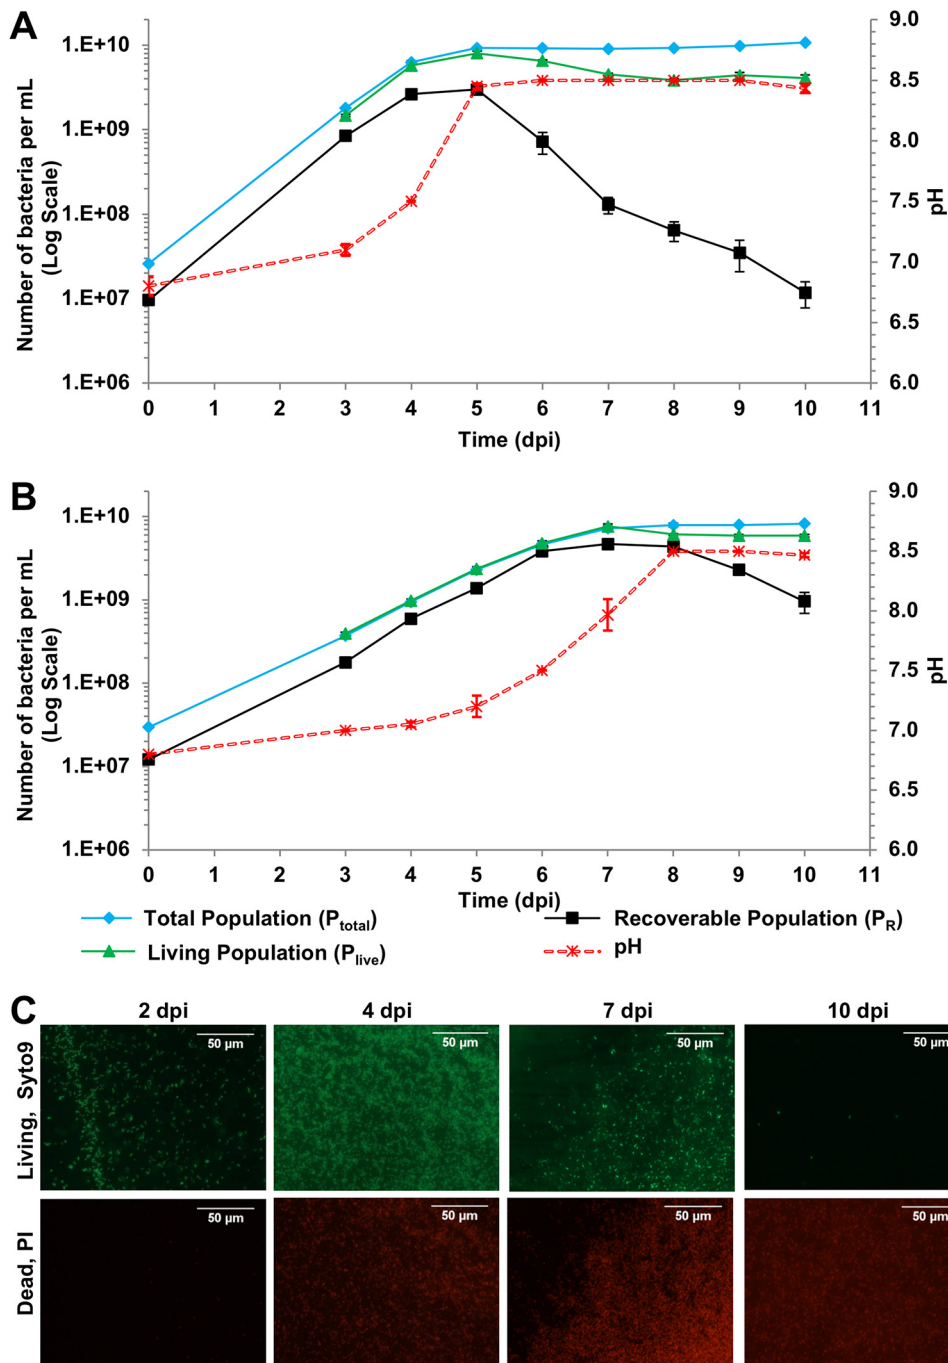 A
Number of bacteria per mL
(Log Scale)
1.E+10
1.E+09
1.E+08
1.E+07
1.E+06
9.0
8.5
8.0
7.5
7.0
6.5
6.0
pH
0 1 2 3 4 5 6 7 8 9 10 11
Time (dpi)
B
Number of bacteria per mL
(Log Scale)
1.E+10
1.E+09
1.E+08
1.E+07
1.E+06
9.0
8.5
8.0
7.5
7.0
6.5
6.0
pH
0 1 2 3 4 5 6 7 8 9 10 11
Time (dpi)
Total Population (Ptotal) Recoverable Population (PR)
Living Population (Plive) pH
C
2 dpi 4 dpi 7 dpi 10 dpi
Living, Syto9
50 µm 50 µm 50 µm 50 µm
Dead, PI
50 µm 50 µm 50 µm 50 µm